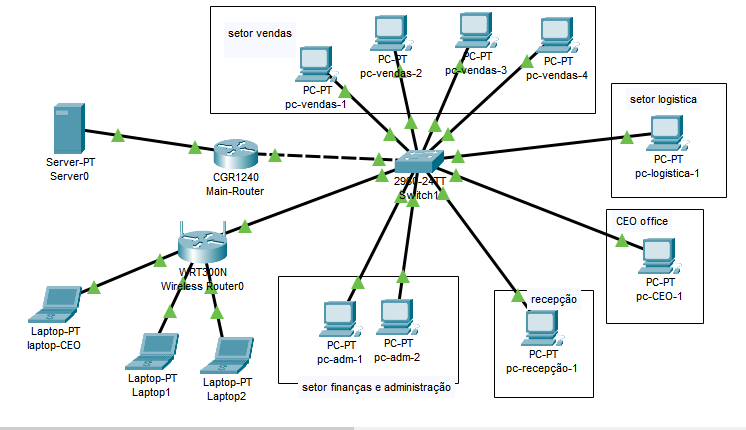 setor vendas
PC-PT
pc-vendas-1
PC-PT
pc-vendas-2
PC-PT
pc-vendas-3
PC-PT
pc-vendas-4
setor logistica
PC-PT
pc-logistica-1
Server-PT
Server0
CGR1240
Main-Router
2960-24TT
Switch1
CEO office
PC-PT
pc-CEO-1
WRT300N
Wireless Router0
Laptop-PT
laptop-CEO
Laptop-PT
Laptop1
Laptop-PT
Laptop2
PC-PT
pc-adm-1
PC-PT
pc-adm-2
setor finanças e administração
recepção
PC-PT
pc-recepção-1